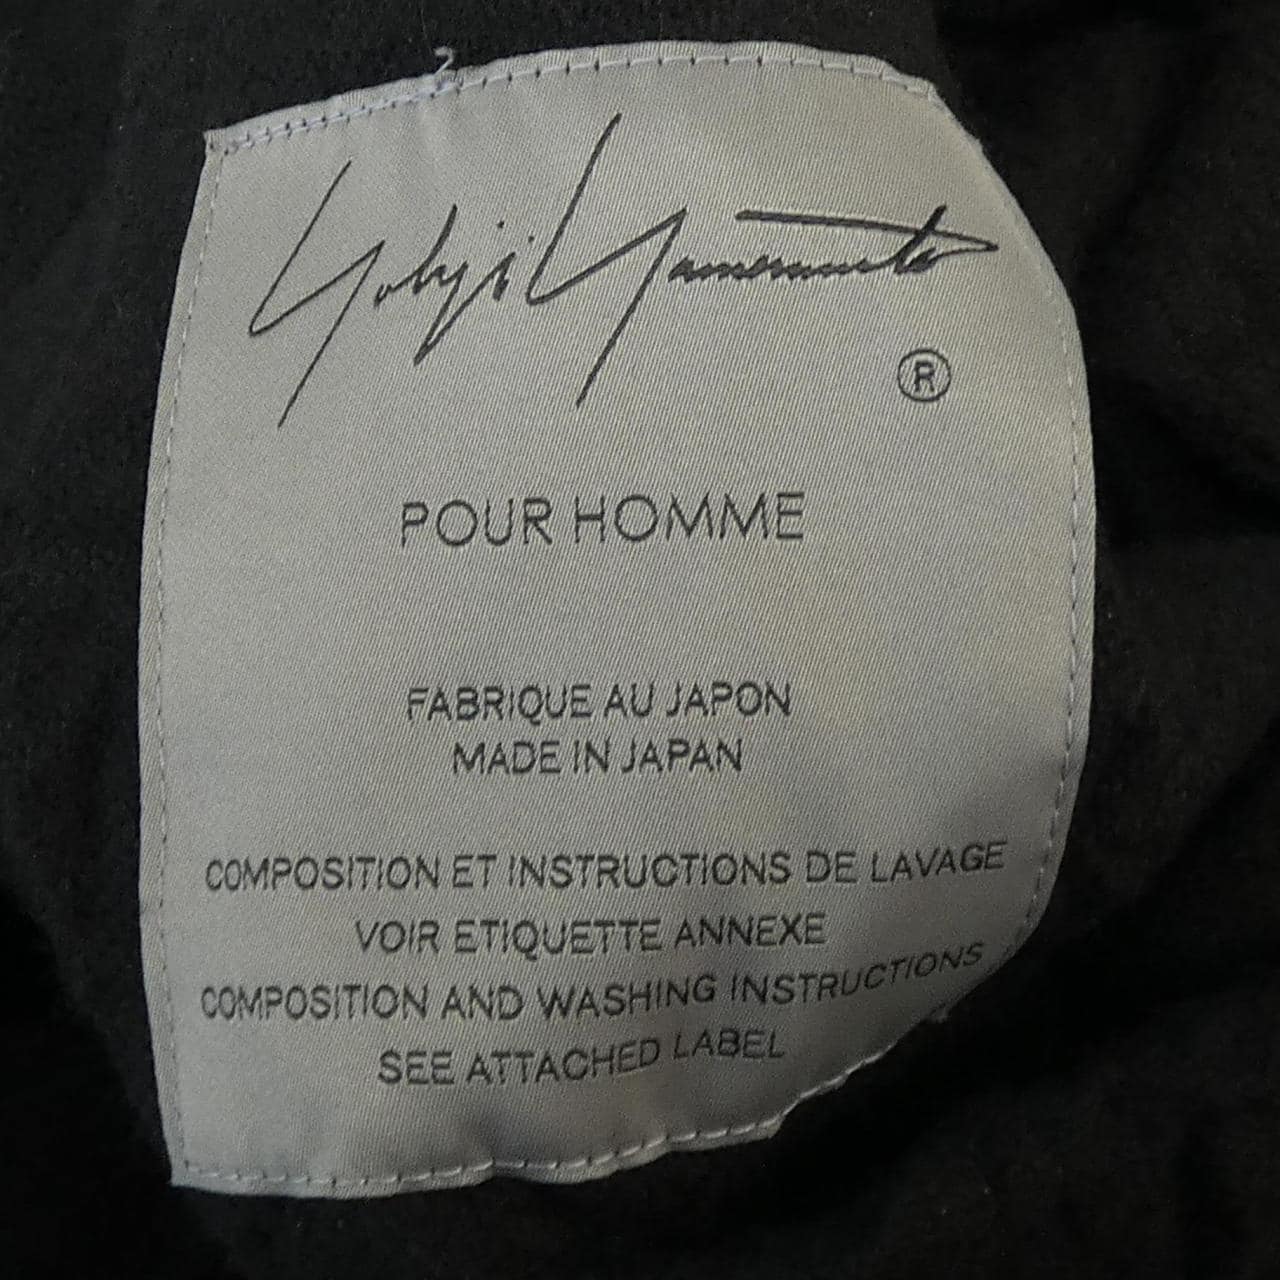 Yohji Yamamoto
®
POUR HOMME
FABRIQUE AU JAPON
MADE IN JAPAN
COMPOSITION ET INSTRUCTIONS DE LAVAGE
VOIR ETIQUETTE ANNEXE
COMPOSITION AND WASHING INSTRUCTIONS
SEE ATTACHED LABEL